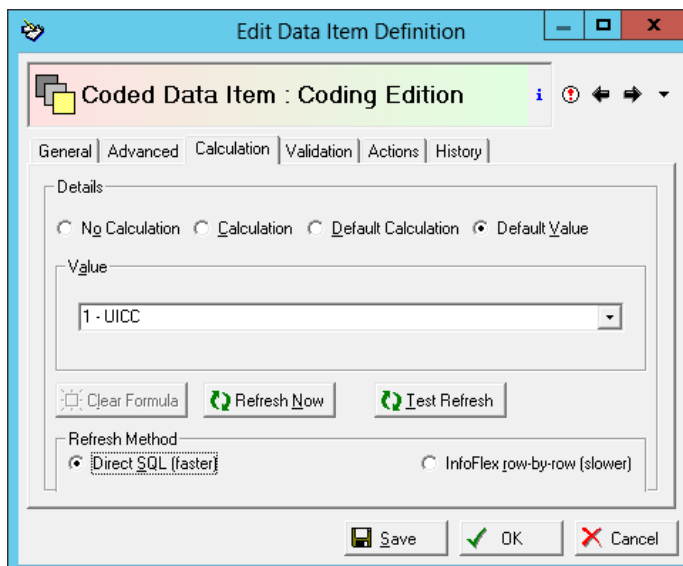 Edit Data Item Definition
Coded Data Item : Coding Edition
General Advanced Calculation Validation Actions History
Details
No Calculation Calculation Default Calculation Default Value
Value
1 - UICC
Clear Formula Refresh Now Test Refresh
Refresh Method
Direct SQL (faster) InfoFlex row-by-row (slower)
Save OK Cancel